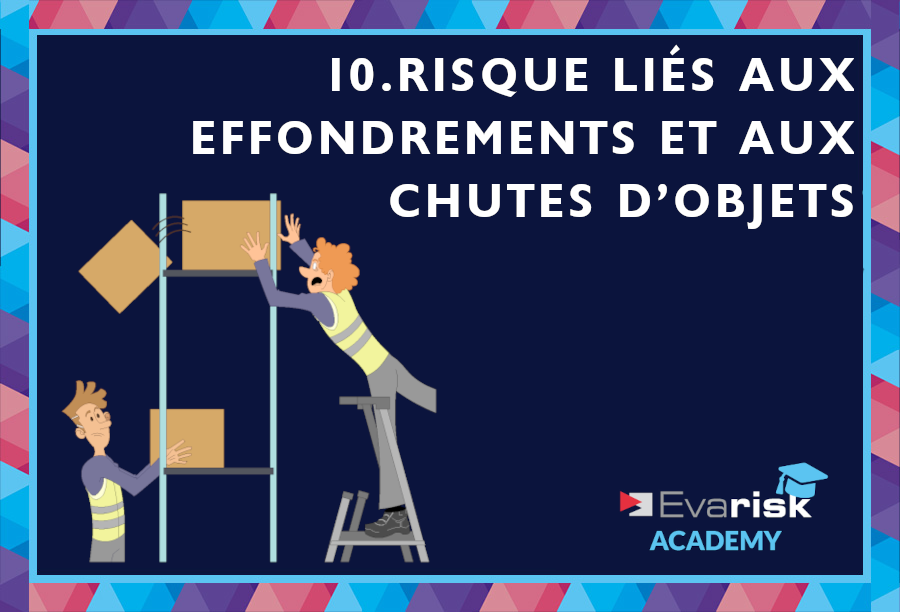 10.RISQUE LIÉS AUX
EFFONDREMENTS ET AUX
CHUTES D’OBJETS
Evarisk
ACADEMY